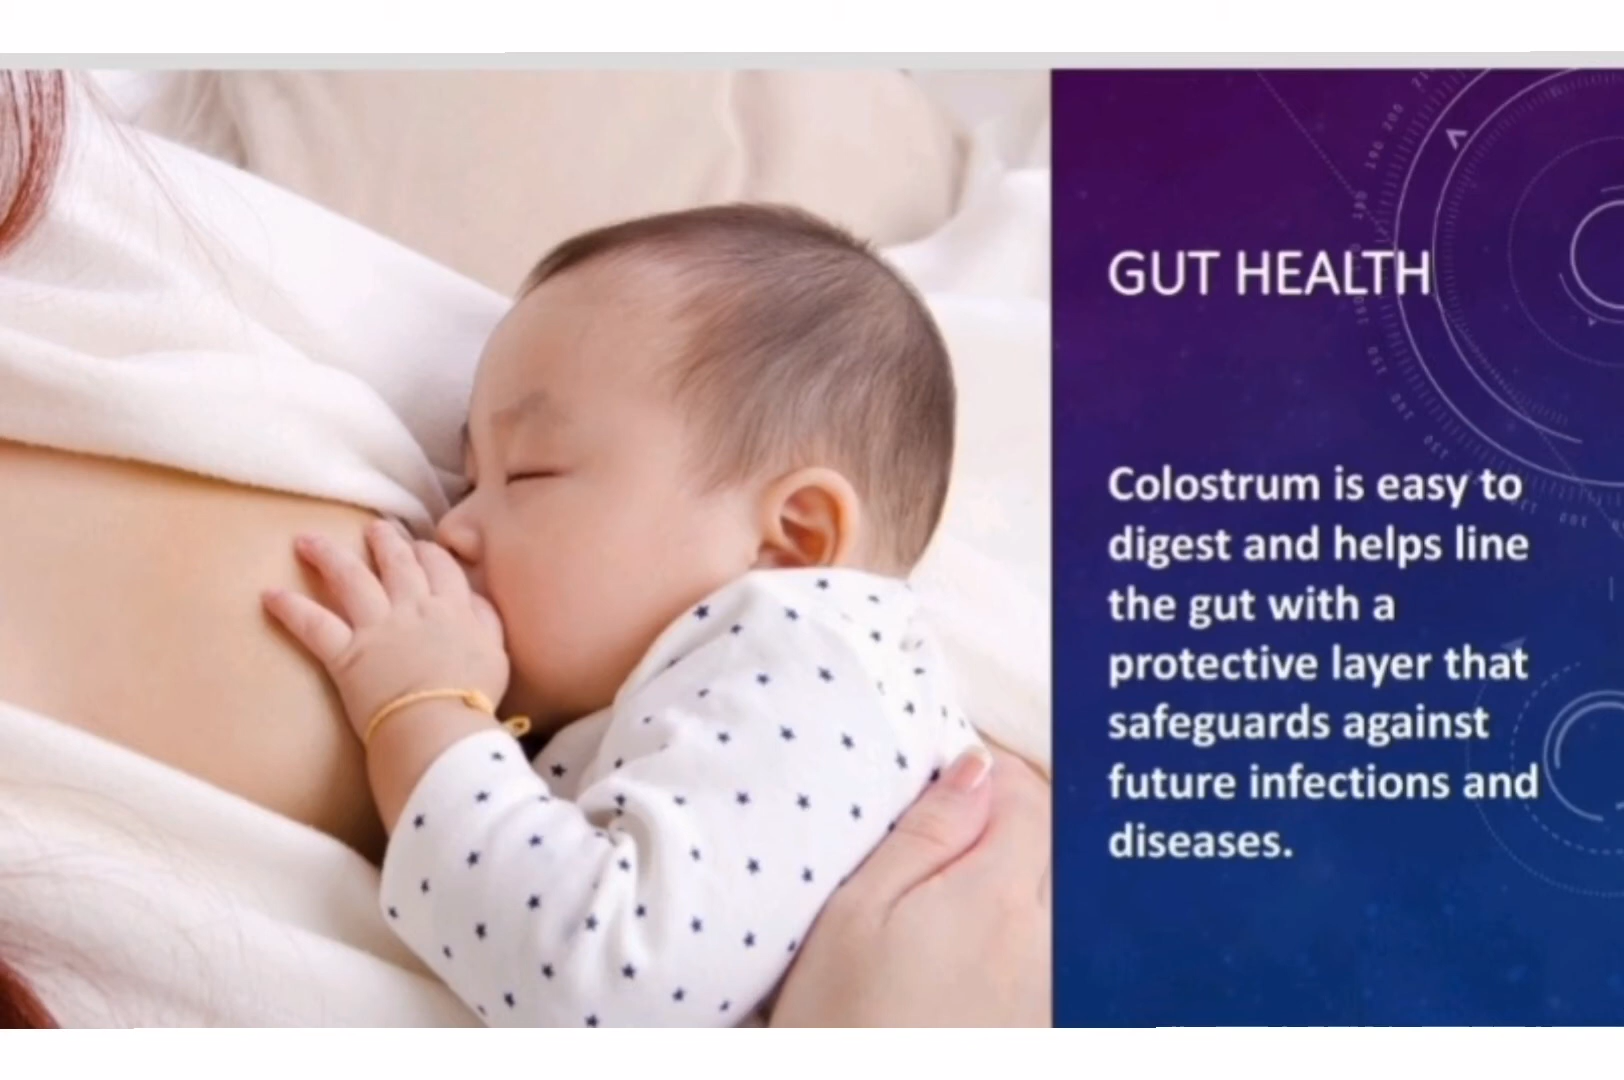 GUT HEALTH
Colostrum is easy to
digest and helps line
the gut with a
protective layer that
safeguards against
future infections and
diseases.